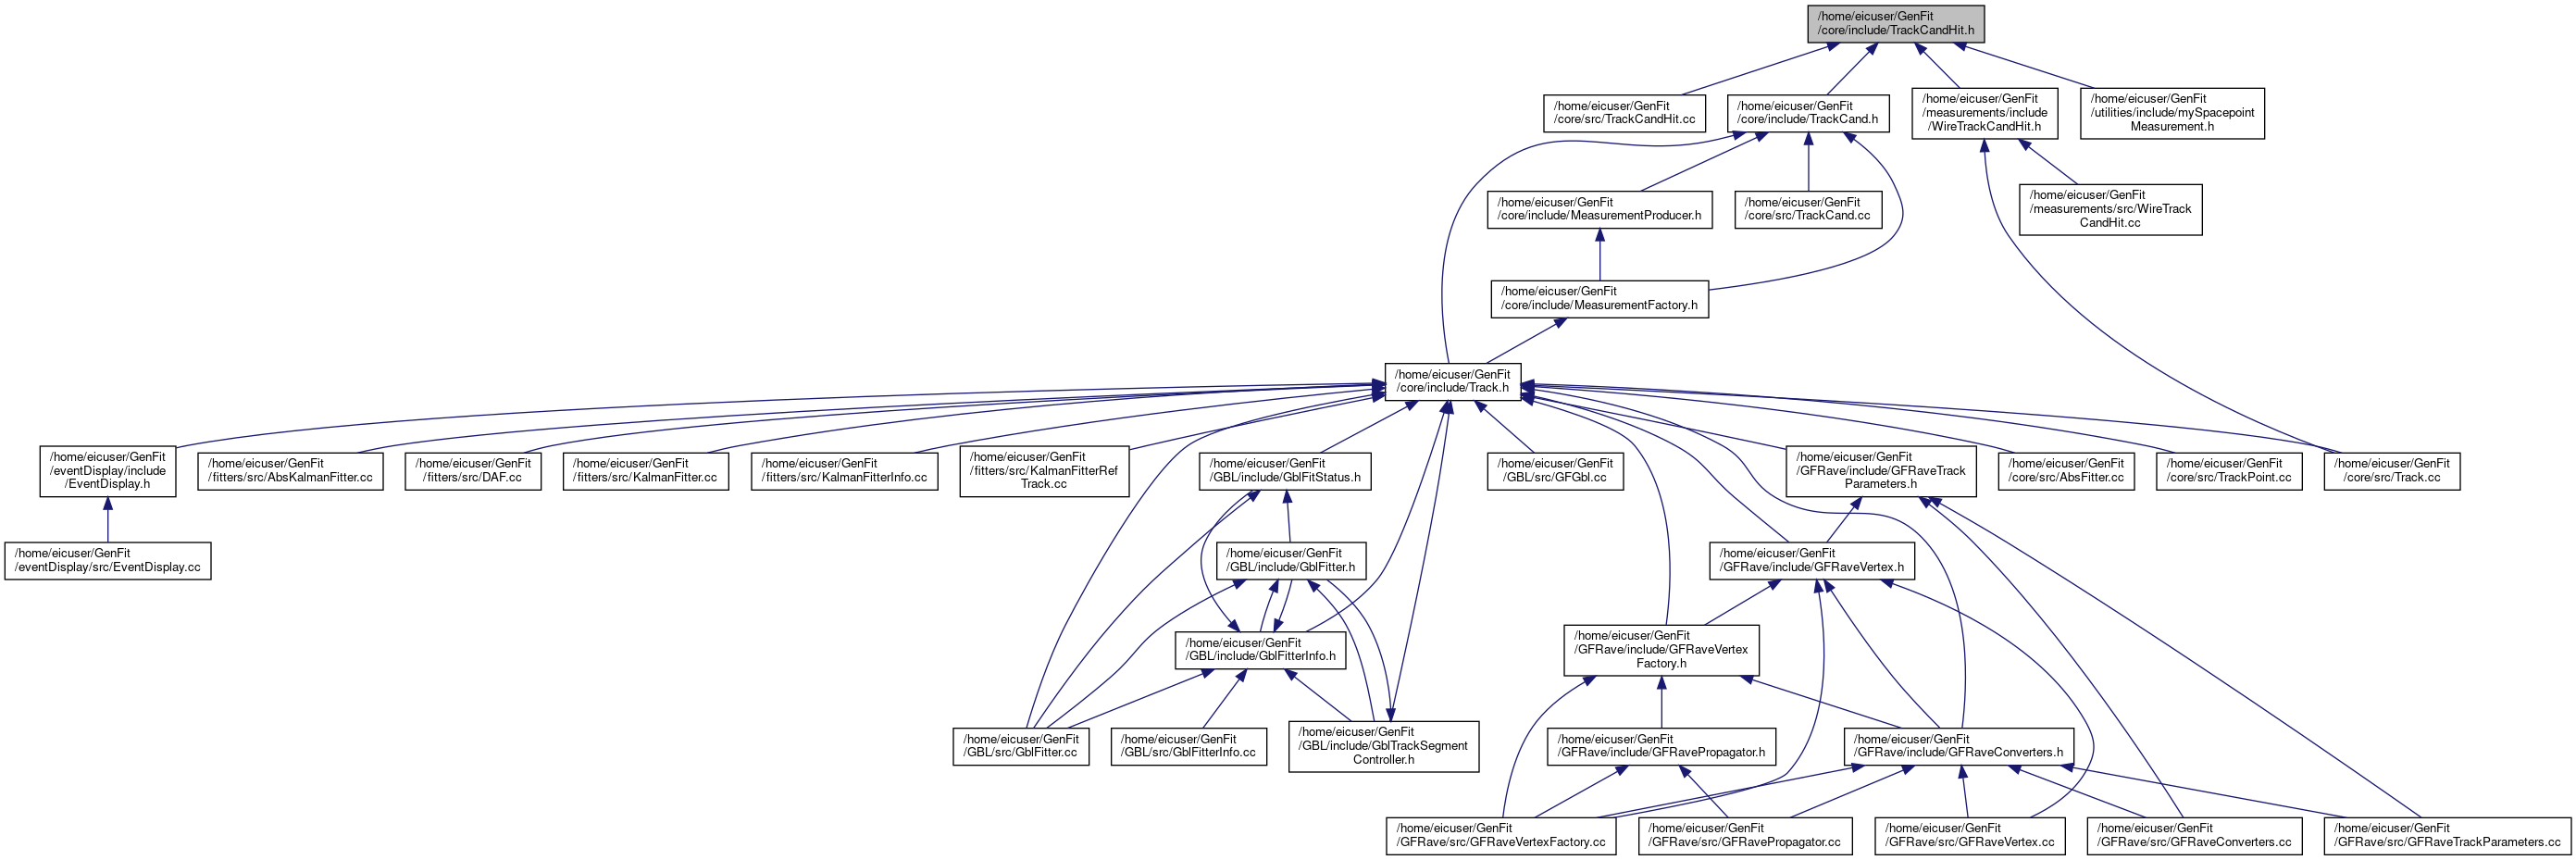 /home/eicuser/GenFit
/core/include/TrackCandHit.h
/home/eicuser/GenFit
/core/src/TrackCandHit.cc
/home/eicuser/GenFit
/core/include/TrackCand.h
/home/eicuser/GenFit
/measurements/include
/WireTrackCandHit.h
/home/eicuser/GenFit
/utilities/include/mySpacepoint
Measurement.h
/home/eicuser/GenFit
/core/include/MeasurementProducer.h
/home/eicuser/GenFit
/core/src/TrackCand.cc
/home/eicuser/GenFit
/measurements/src/WireTrack
CandHit.cc
/home/eicuser/GenFit
/core/include/MeasurementFactory.h
/home/eicuser/GenFit
/core/include/Track.h
/home/eicuser/GenFit
/eventDisplay/include
/EventDisplay.h
/home/eicuser/GenFit
/fitters/src/AbsKalmanFitter.cc
/home/eicuser/GenFit
/fitters/src/DAF.cc
/home/eicuser/GenFit
/fitters/src/KalmanFitter.cc
/home/eicuser/GenFit
/fitters/src/KalmanFitterInfo.cc
/home/eicuser/GenFit
/fitters/src/KalmanFitterRef
Track.cc
/home/eicuser/GenFit
/GBL/include/GblFitStatus.h
/home/eicuser/GenFit
/GBL/src/GFGbl.cc
/home/eicuser/GenFit
/GFRave/include/GFRaveTrack
Parameters.h
/home/eicuser/GenFit
/core/src/AbsFitter.cc
/home/eicuser/GenFit
/core/src/TrackPoint.cc
/home/eicuser/GenFit
/core/src/Track.cc
/home/eicuser/GenFit
/eventDisplay/src/EventDisplay.cc
/home/eicuser/GenFit
/GBL/include/GblFitter.h
/home/eicuser/GenFit
/GFRave/include/GFRaveVertex.h
/home/eicuser/GenFit
/GBL/include/GblFitterInfo.h
/home/eicuser/GenFit
/GFRave/include/GFRaveVertex
Factory.h
/home/eicuser/GenFit
/GBL/src/GblFitter.cc
/home/eicuser/GenFit
/GBL/src/GblFitterInfo.cc
/home/eicuser/GenFit
/GBL/include/GblTrackSegment
Controller.h
/home/eicuser/GenFit
/GFRave/include/GFRavePropagator.h
/home/eicuser/GenFit
/GFRave/include/GFRaveConverters.h
/home/eicuser/GenFit
/GFRave/src/GFRaveVertexFactory.cc
/home/eicuser/GenFit
/GFRave/src/GFRavePropagator.cc
/home/eicuser/GenFit
/GFRave/src/GFRaveVertex.cc
/home/eicuser/GenFit
/GFRave/src/GFRaveConverters.cc
/home/eicuser/GenFit
/GFRave/src/GFRaveTrackParameters.cc